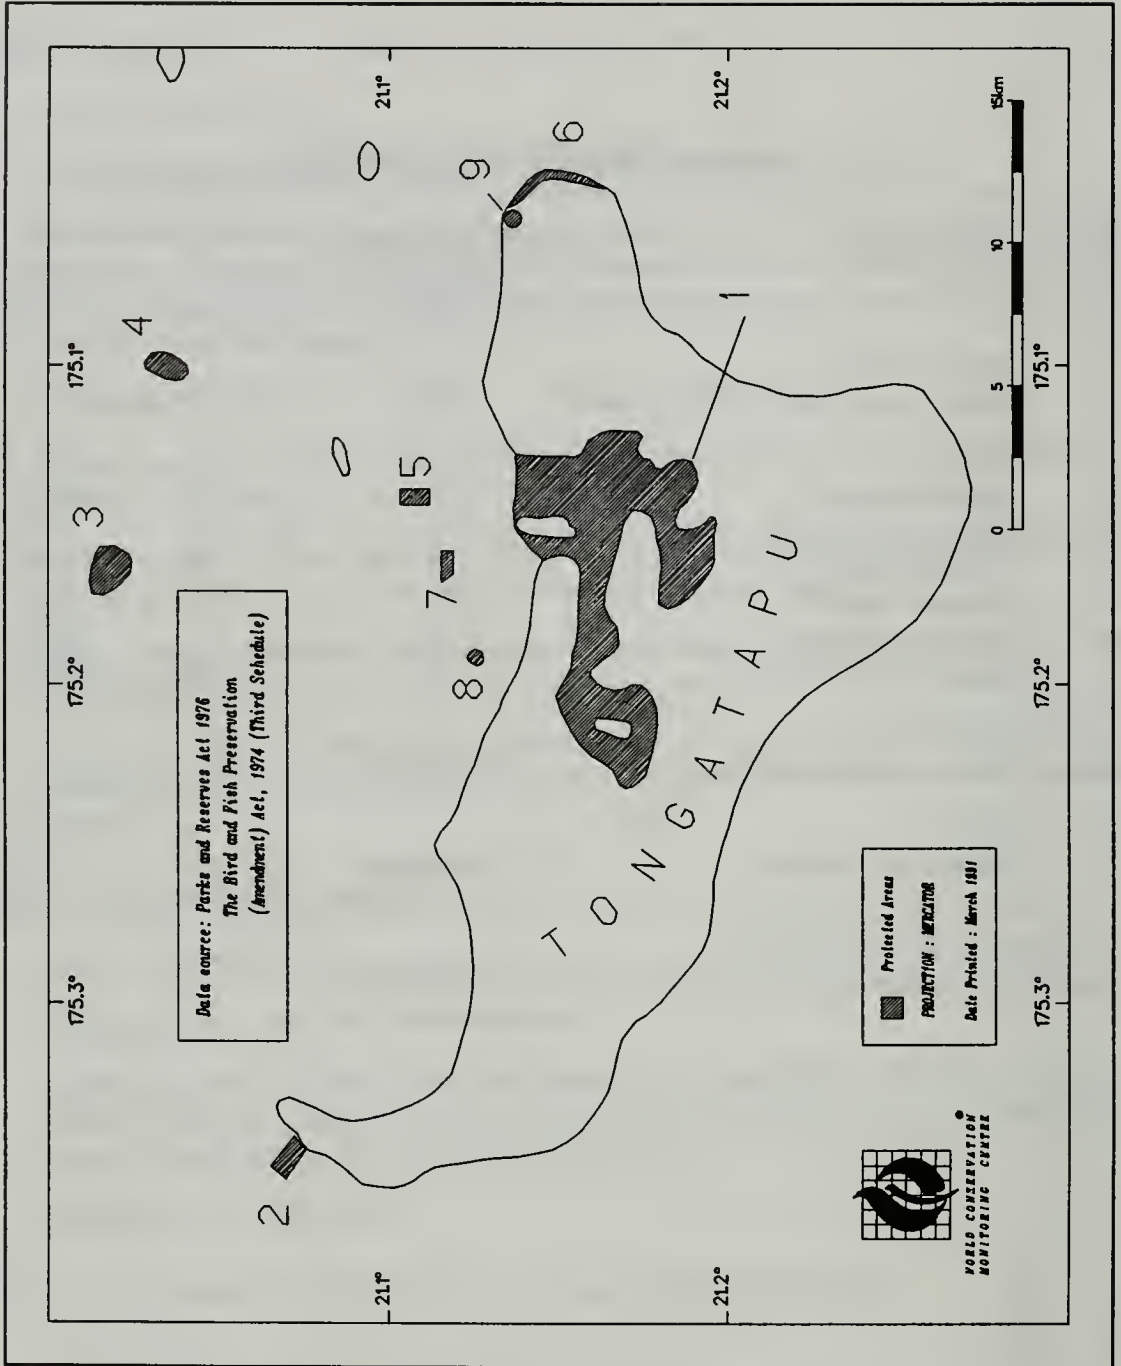 175.3°
175.2°
175.1°
3
4
Data source: Parks and Reserves Act 1976
The Bird and Fish Preservation
(Amendment) Act, 1974 (Third Schedule)
2
5
7
8
9
6
21.1°
21.1°
TONGATAPU
1
21.2°
21.2°
Protected Areas
PROJECTION : MERCATOR
Date Printed : March 1991
0 5 10 15km
WORLD CONSERVATION
MONITORING CENTRE
175.3°
175.2°
175.1°